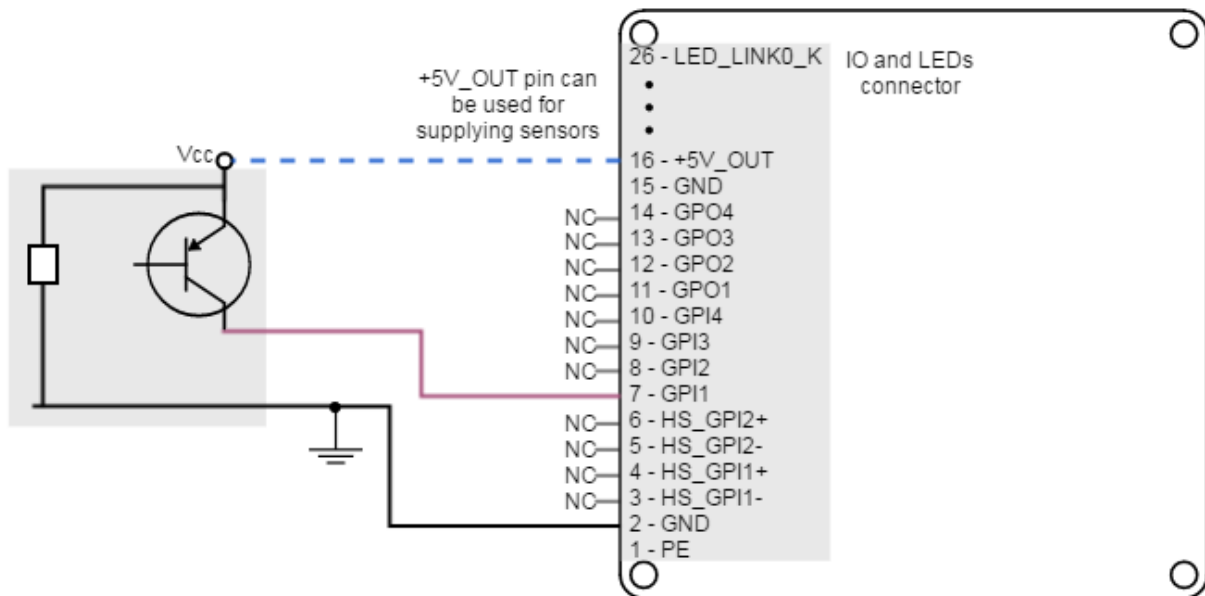 26 - LED_LINK0_K
IO and LEDs
connector
+5V_OUT pin can
be used for
supplying sensors
Vcc
16 - +5V_OUT
15 - GND
NC 14 - GPO4
NC 13 - GPO3
NC 12 - GPO2
NC 11 - GPO1
NC 10 - GPI4
NC 9 - GPI3
NC 8 - GPI2
7 - GPI1
NC 6 - HS_GPI2+
NC 5 - HS_GPI2-
NC 4 - HS_GPI1+
NC 3 - HS_GPI1-
2 - GND
1 - PE